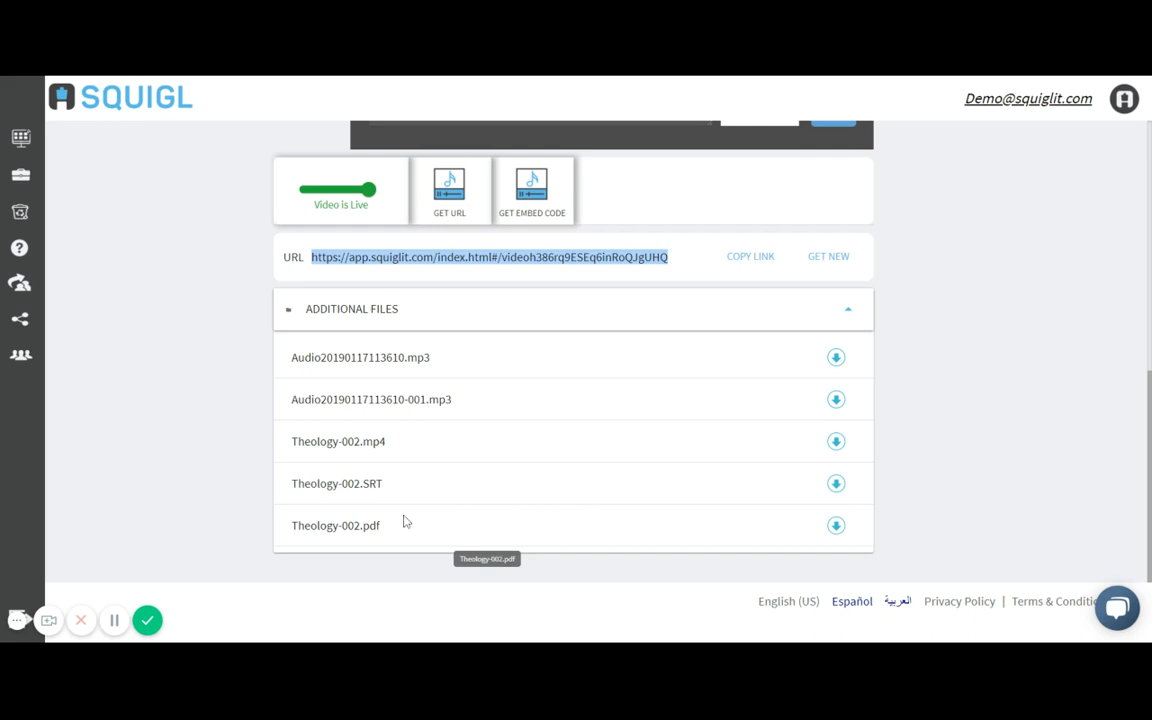 SQUIGL
Demo@squiglit.com
Video is Live
GET URL
GET EMBED CODE
URL https://app.squiglit.com/index.html#/videoh386rq9ESEq6inRoQJgUHQ COPY LINK GET NEW
ADDITIONAL FILES
Audio20190117113610.mp3
Audio20190117113610-001.mp3
Theology-002.mp4
Theology-002.SRT
Theology-002.pdf
Theology-002.pdf
English (US) Español العربية Privacy Policy | Terms & Conditio